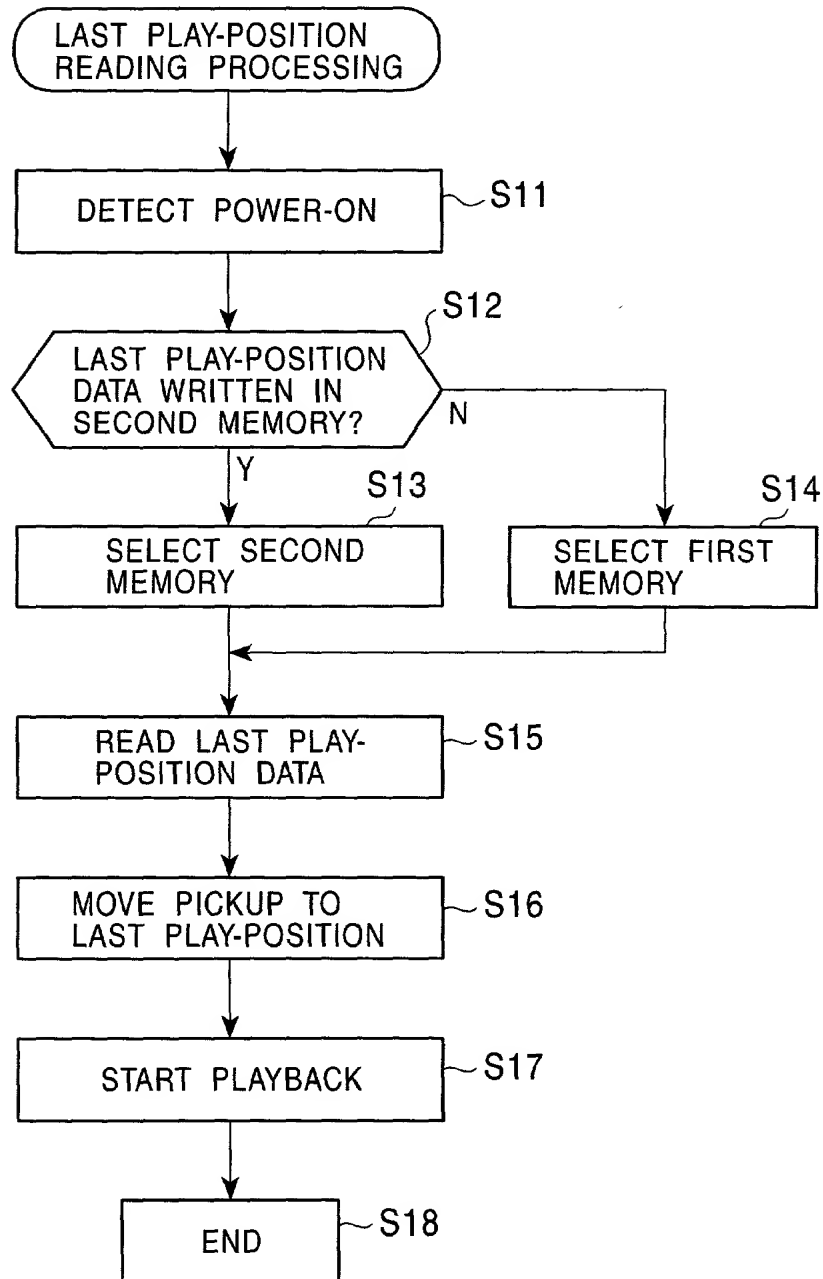 LAST PLAY-POSITION
READING PROCESSING
DETECT POWER-ON
S11
S12
LAST PLAY-POSITION
DATA WRITTEN IN
SECOND MEMORY?
N
Y
S13
SELECT SECOND
MEMORY
S14
SELECT FIRST
MEMORY
READ LAST PLAY-
POSITION DATA
S15
MOVE PICKUP TO
LAST PLAY-POSITION
S16
START PLAYBACK
S17
END
S18